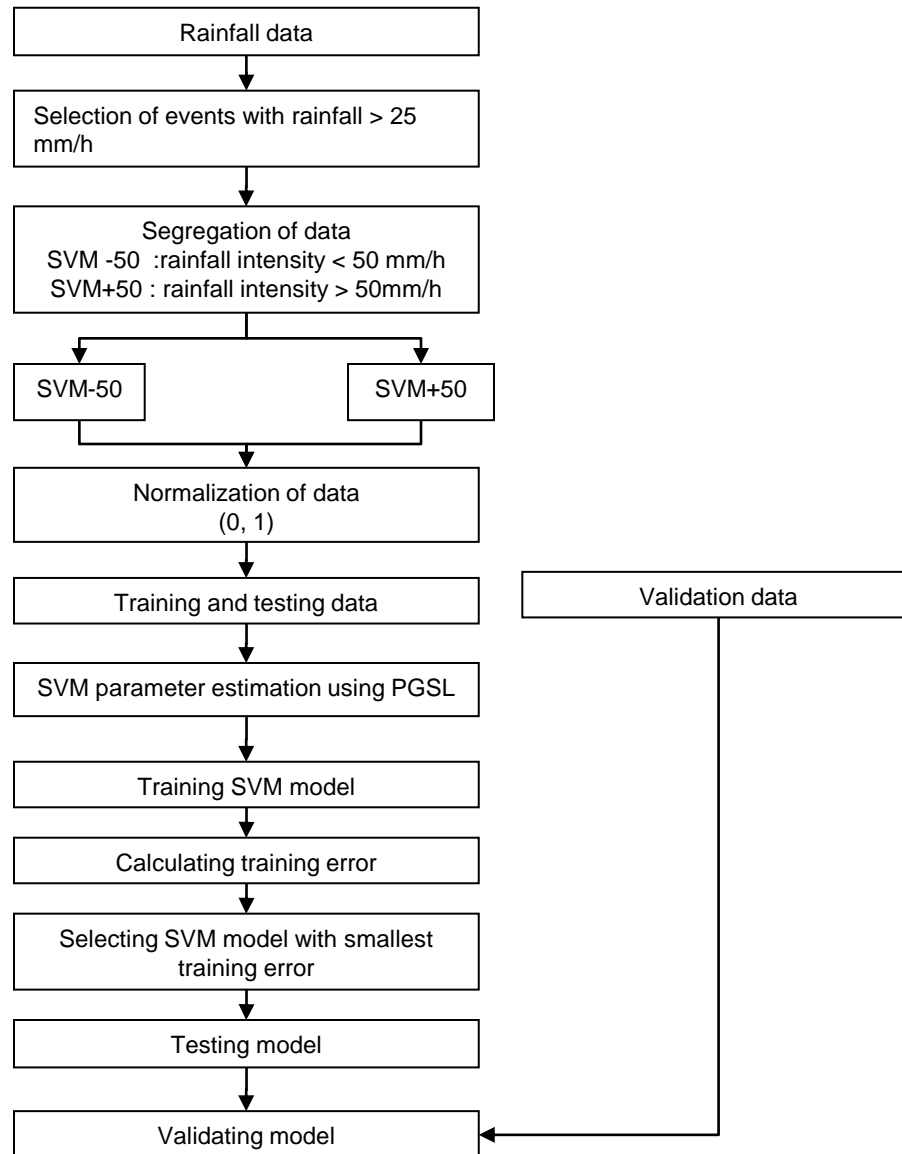 Rainfall data
Selection of events with rainfall > 25
mm/h
Segregation of data
SVM -50 :rainfall intensity < 50 mm/h
SVM+50 : rainfall intensity > 50mm/h
SVM-50
SVM+50
Normalization of data
(0, 1)
Training and testing data
Validation data
SVM parameter estimation using PGSL
Training SVM model
Calculating training error
Selecting SVM model with smallest
training error
Testing model
Validating model